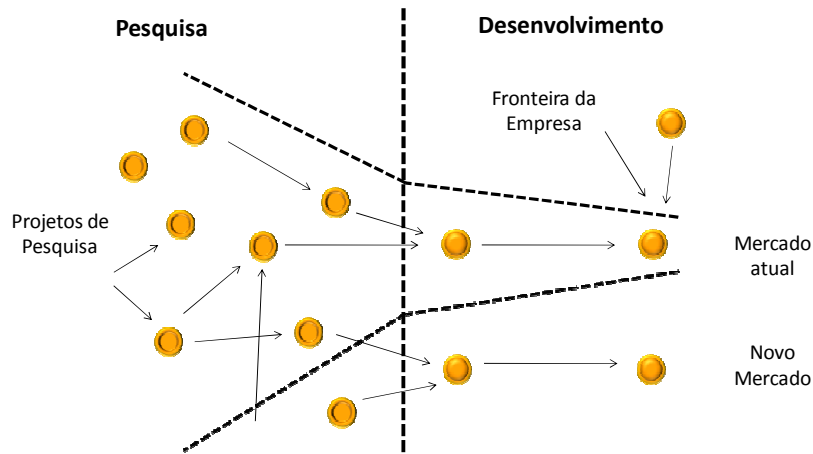 Pesquisa
Desenvolvimento
Fronteira da
Empresa
Projetos de
Pesquisa
Mercado
atual
Novo
Mercado